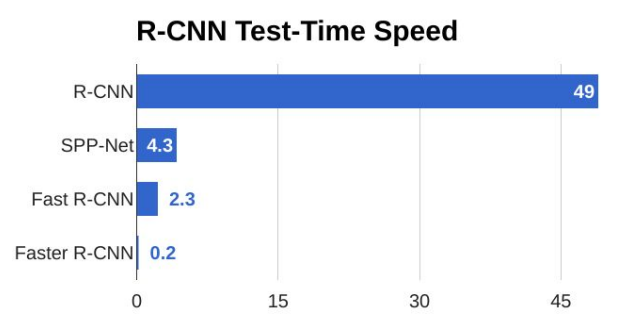 R-CNN Test-Time Speed
R-CNN 49
SPP-Net 4.3
Fast R-CNN 2.3
Faster R-CNN 0.2
0 15 30 45